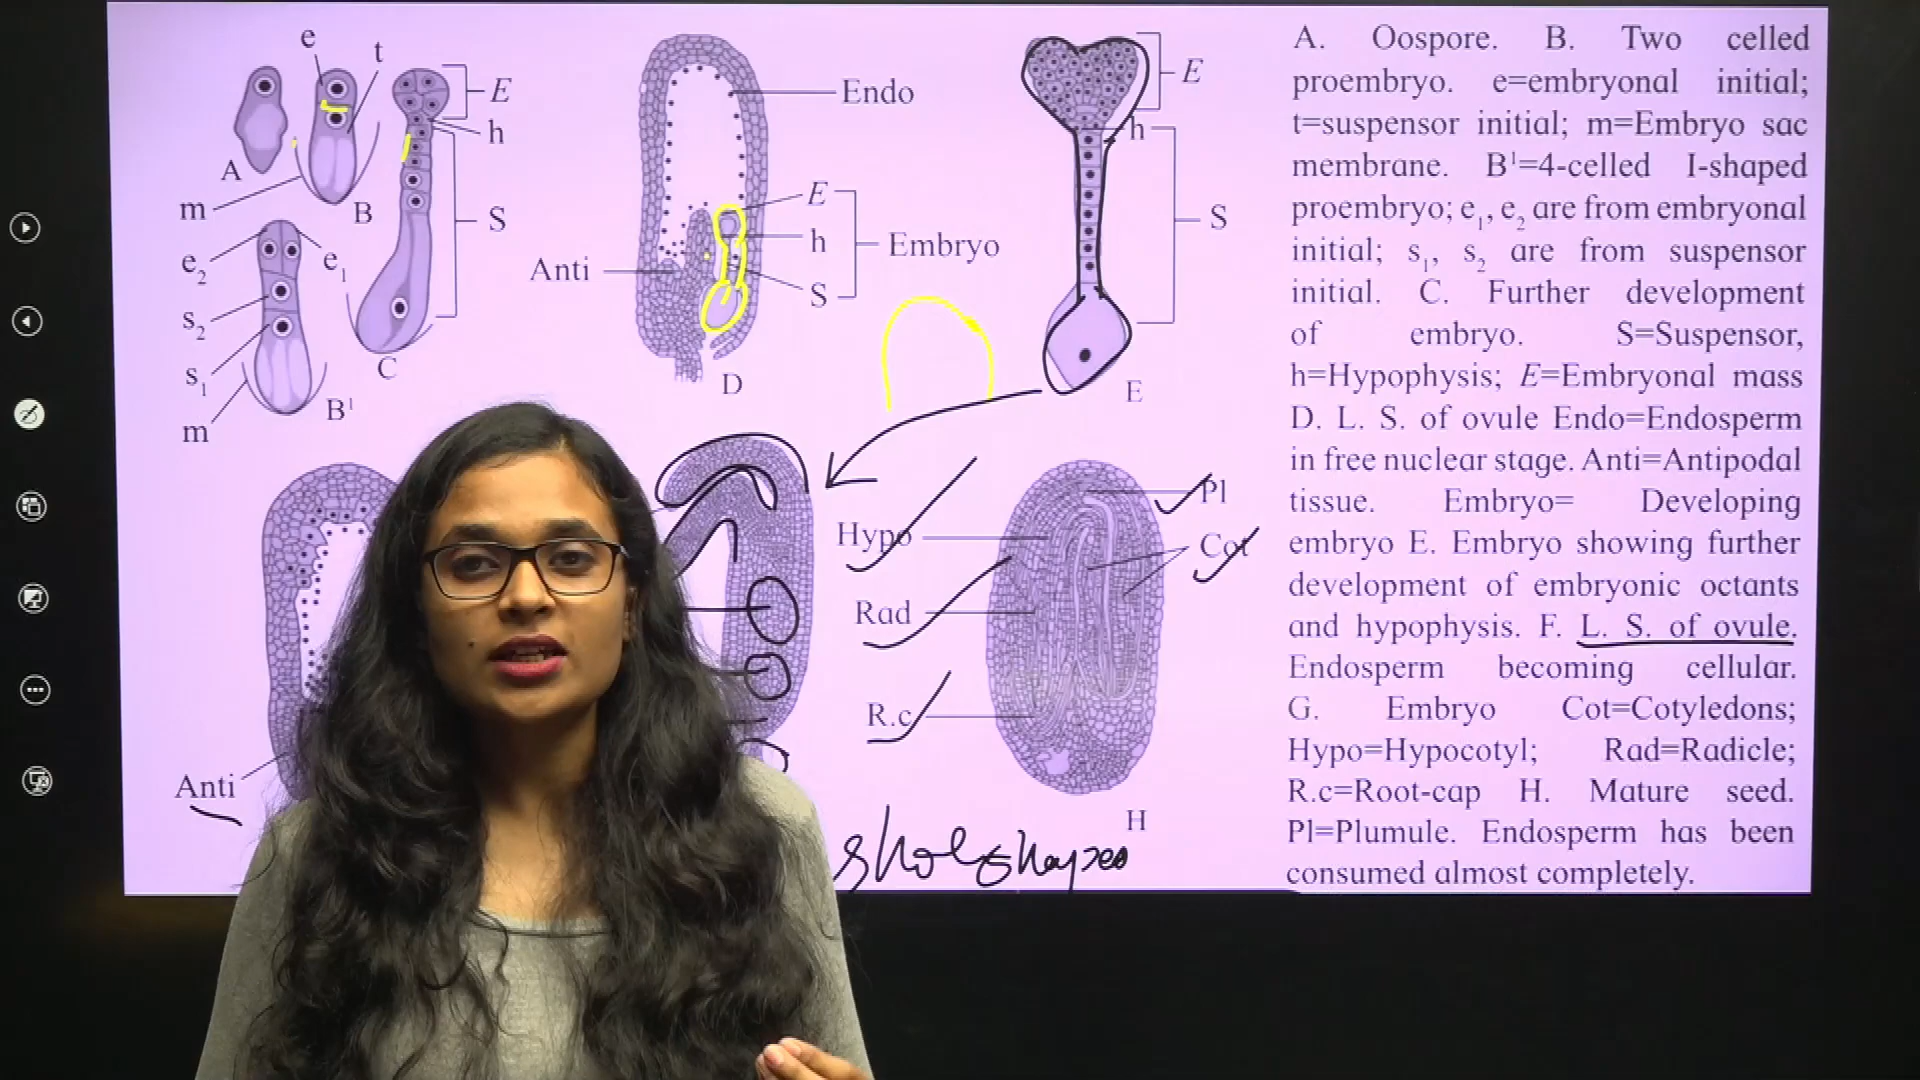 e
t
E
h
A
m
B
S
e2
e1
s2
s1
m
B1
C
Endo
E
h
S
Embryo
Anti
D
E
h
S
E
Anti
Hypo
Rad
R.c
Pl
Cot
H
A. Oospore. B. Two celled
proembryo. e=embryonal initial;
t=suspensor initial; m=Embryo sac
membrane. B1=4-celled I-shaped
proembryo; e1, e2 are from embryonal
initial; s1, s2 are from suspensor
initial. C. Further development
of embryo. S=Suspensor,
h=Hypophysis; E=Embryonal mass
D. L. S. of ovule Endo=Endosperm
in free nuclear stage. Anti=Antipodal
tissue. Embryo= Developing
embryo E. Embryo showing further
development of embryonic octants
and hypophysis. F. L. S. of ovule.
Endosperm becoming cellular.
G. Embryo Cot=Cotyledons;
Hypo=Hypocotyl; Rad=Radicle;
R.c=Root-cap H. Mature seed.
Pl=Plumule. Endosperm has been
consumed almost completely.